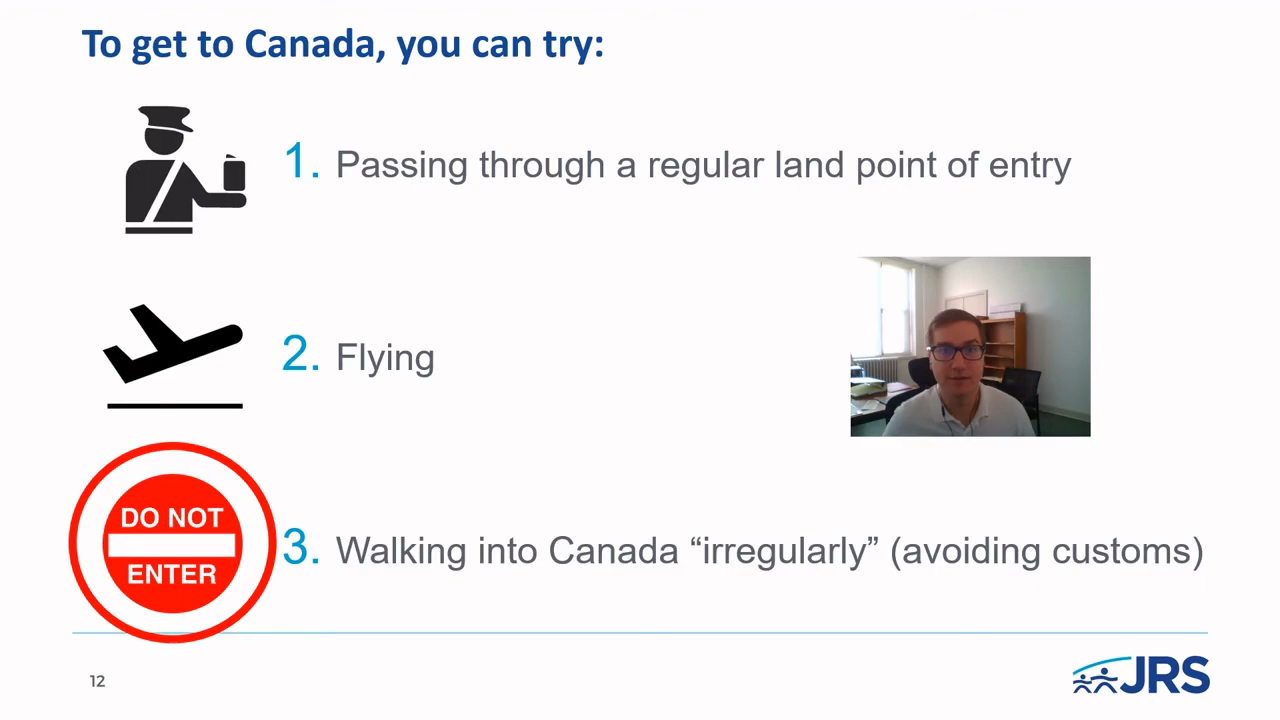 To get to Canada, you can try:
1. Passing through a regular land point of entry
2. Flying
DO NOT
ENTER
3. Walking into Canada “irregularly” (avoiding customs)
12
JRS